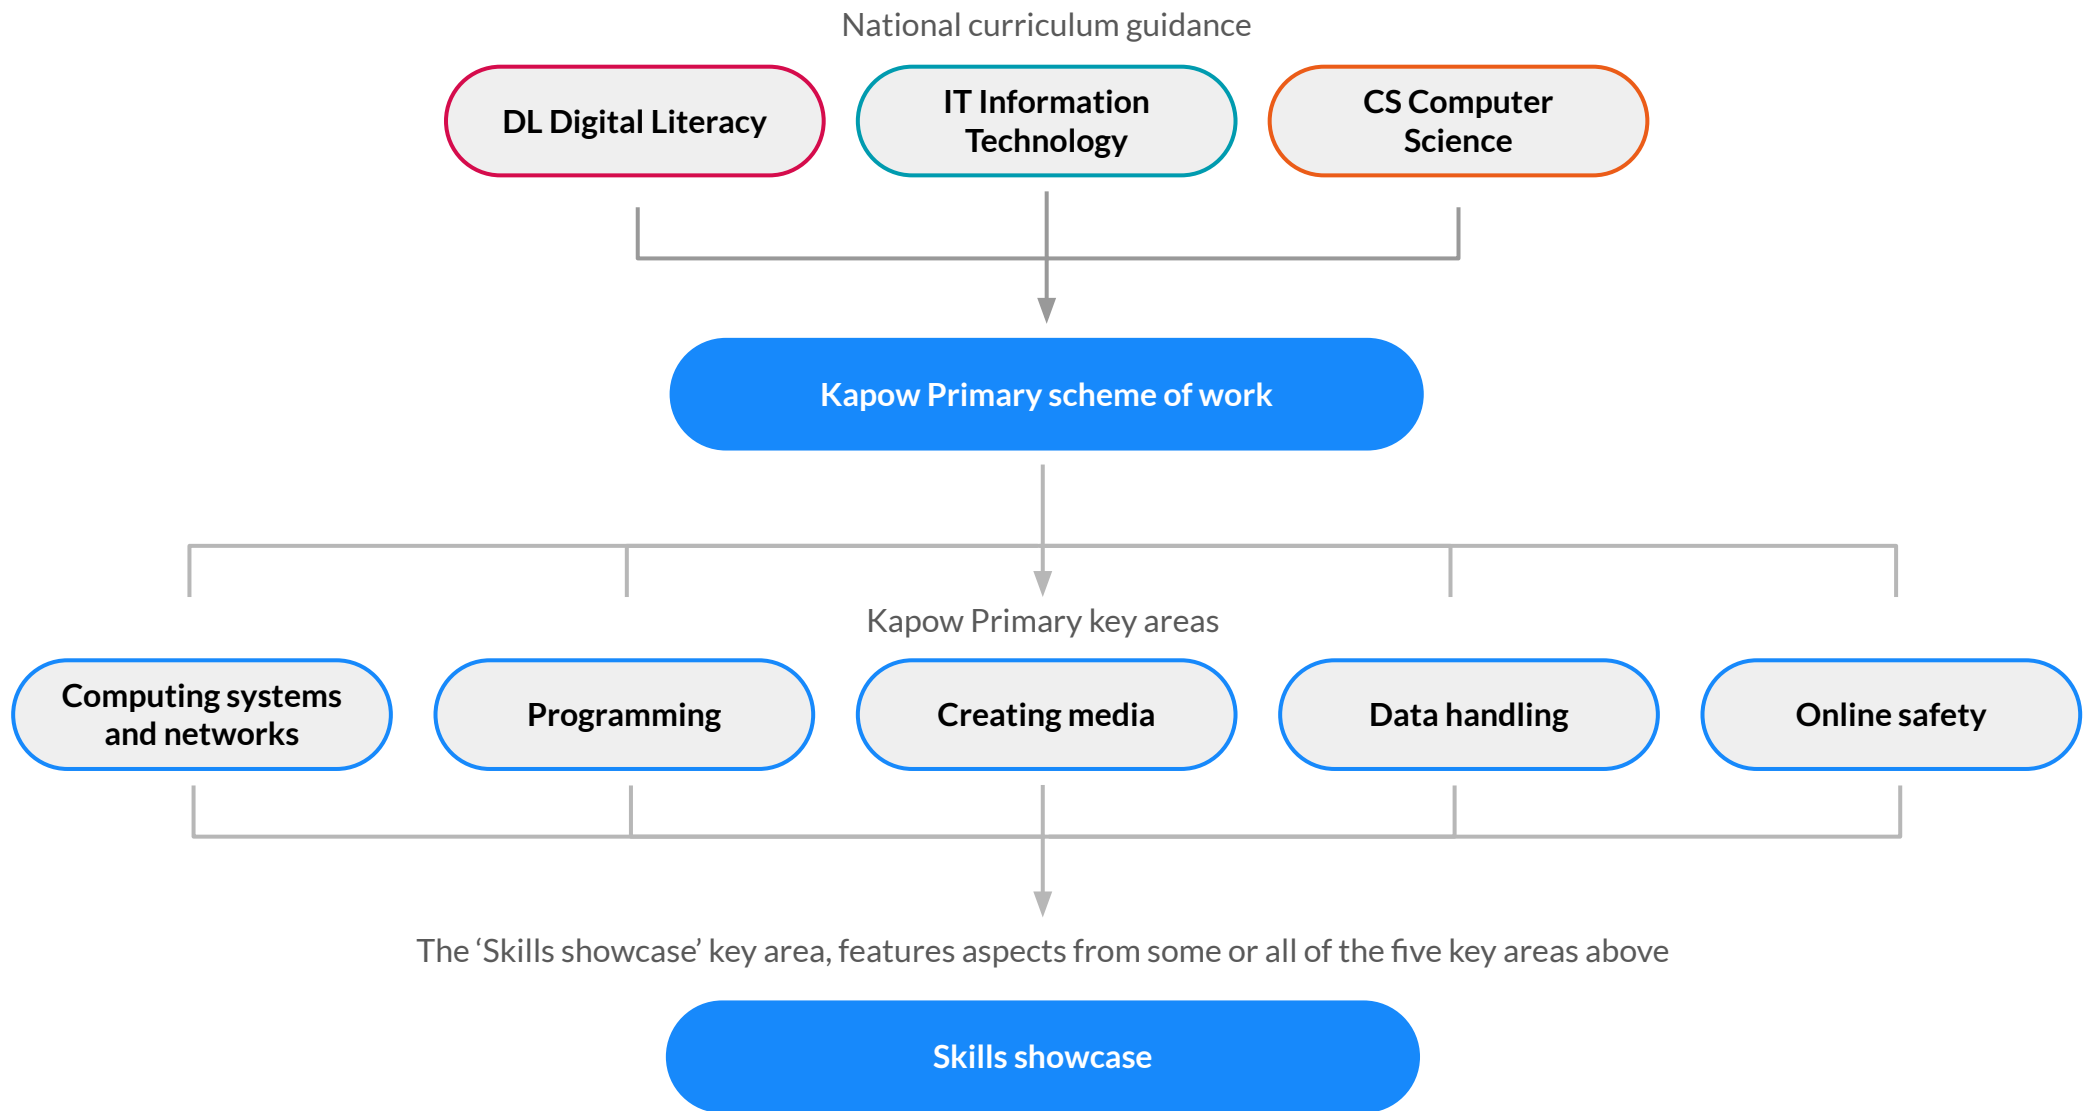 National curriculum guidance
DL Digital Literacy
IT Information
Technology
CS Computer
Science
Kapow Primary scheme of work
Kapow Primary key areas
Computing systems
and networks
Programming
Creating media
Data handling
Online safety
The ‘Skills showcase’ key area, features aspects from some or all of the five key areas above
Skills showcase